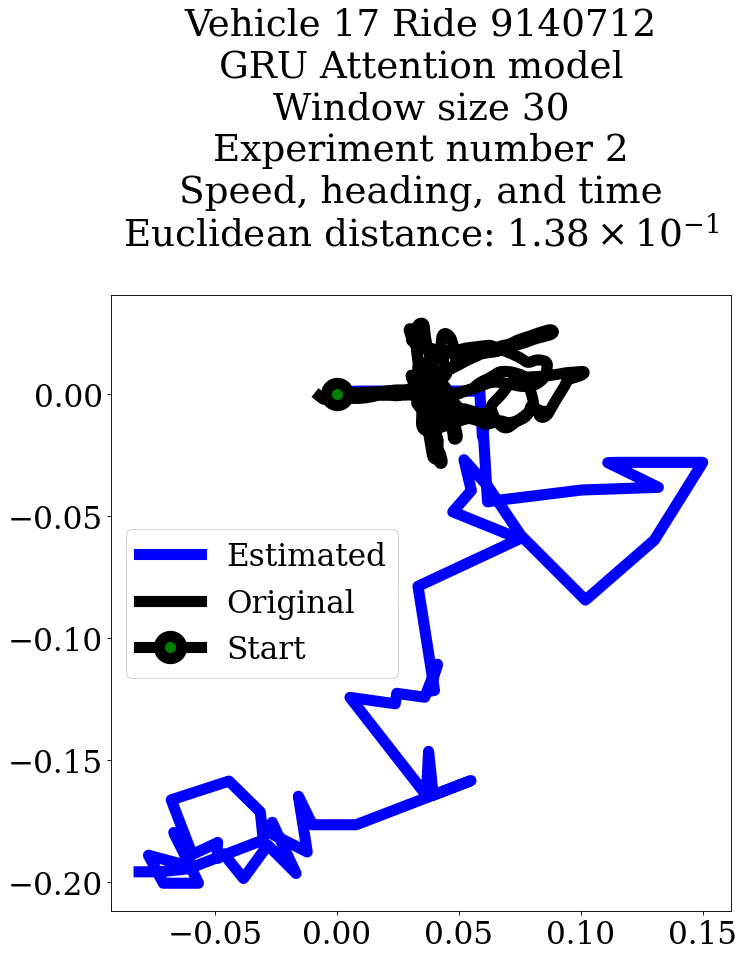 Vehicle 17 Ride 9140712
GRU Attention model
Window size 30
Experiment number 2
Speed, heading, and time
Euclidean distance: 1.38 × 10⁻¹
0.00
−0.05
−0.10
−0.15
−0.20
Estimated
Original
Start
−0.05 0.00 0.05 0.10 0.15